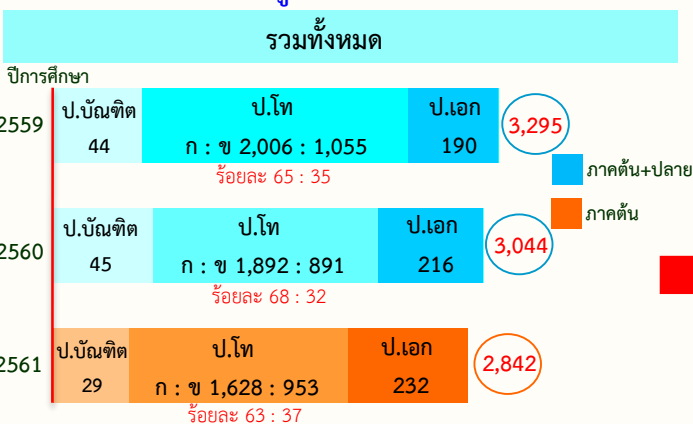 รวมทั้งหมด
ปีการศึกษา
2559
ป.บัณฑิต
44
ป.โท
ก : ข 2,006 : 1,055
ป.เอก
190
3,295
ร้อยละ 65 : 35
ภาคต้น+ปลาย
ภาคต้น
2560
ป.บัณฑิต
45
ป.โท
ก : ข 1,892 : 891
ป.เอก
216
3,044
ร้อยละ 68 : 32
2561
ป.บัณฑิต
29
ป.โท
ก : ข 1,628 : 953
ป.เอก
232
2,842
ร้อยละ 63 : 37